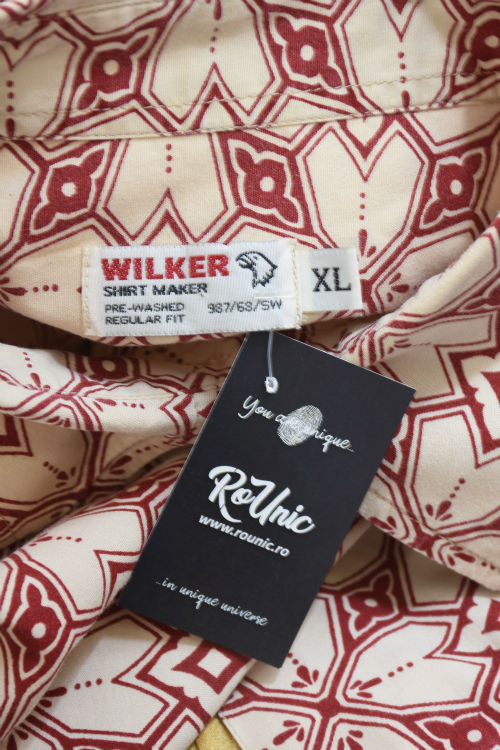 WILKER
SHIRT MAKER
PRE-WASHED
REGULAR FIT 987/68/SW
XL
You are unique...
RoUnic
www.rounic.ro
...in unique universe